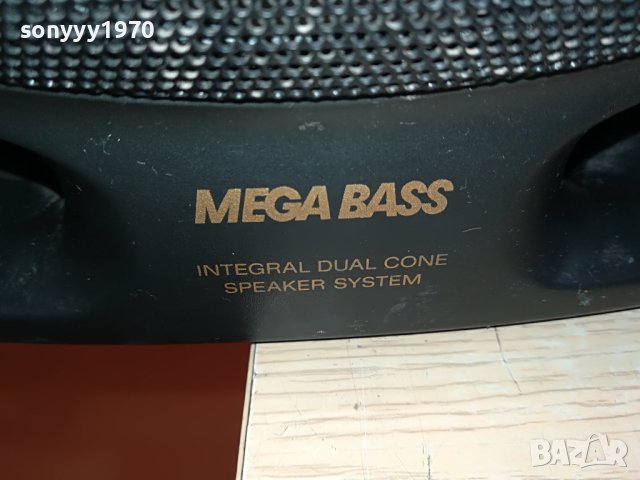 sonyyy1970
MEGA BASS
INTEGRAL DUAL CONE
SPEAKER SYSTEM
BAZAR